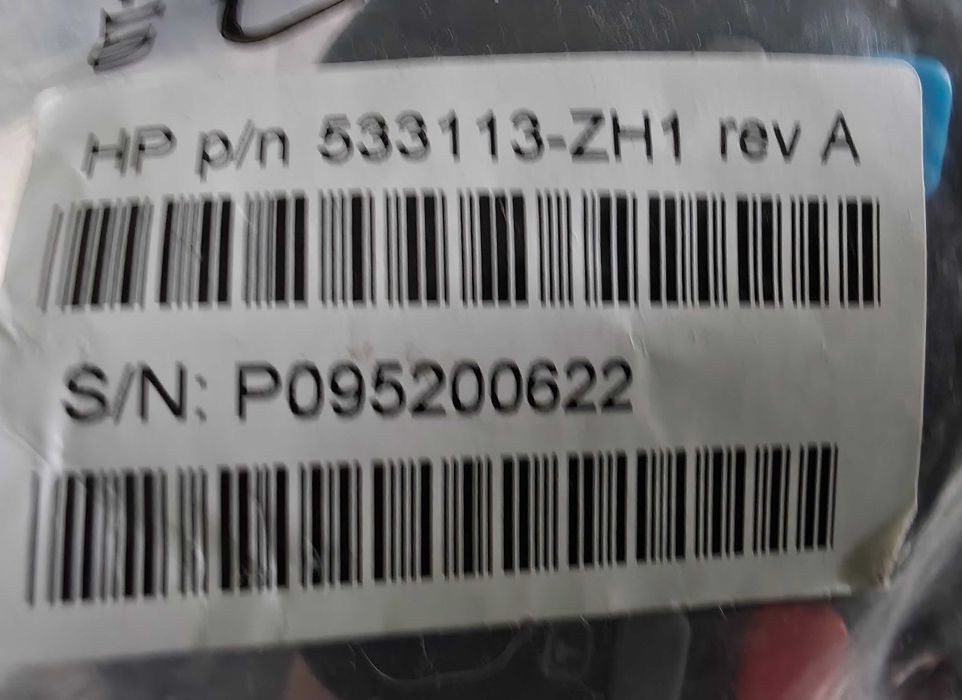 HP p/n 533113-ZH1 rev A
S/N: P095200622